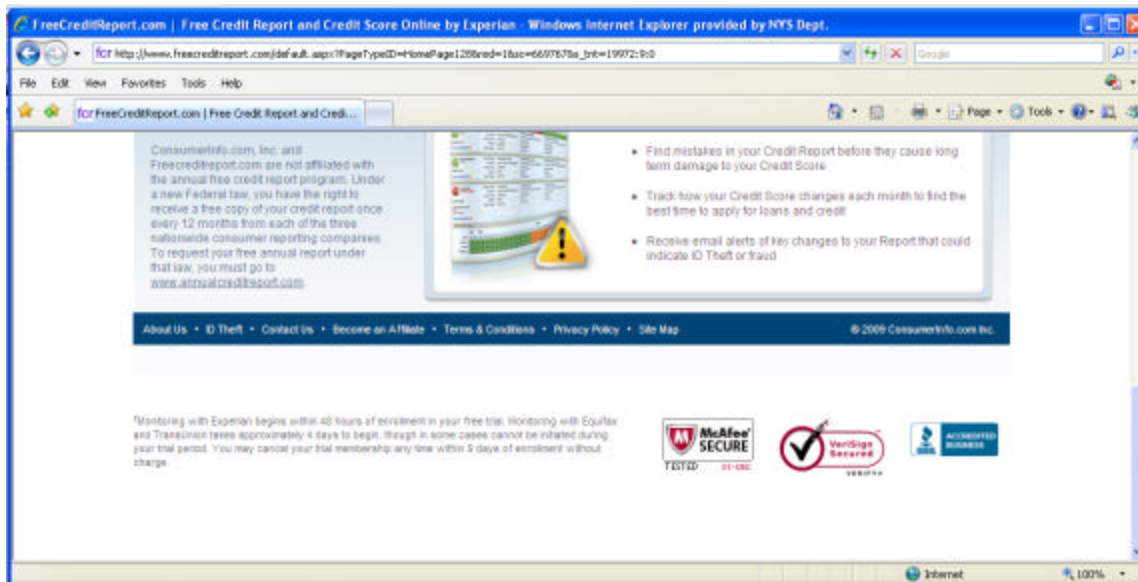 FreeCreditReport.com | Free Credit Report and Credit Score Online by Experian - Windows Internet Explorer provided by NYS Dept.
Google
File Edit View Favorites Tools Help
FreeCreditReport.com | Free Credit Report and Credi...
Page Tools
ConsumerInfo.com, Inc. and
Freecreditreport.com are not affiliated with
the annual free credit report program. Under
a new Federal law, you have the right to
receive a free copy of your credit report once
every 12 months from each of the three
nationwide consumer reporting companies.
To request your free annual report under
that law, you must go to
www.annualcreditreport.com
• Find mistakes in your Credit Report before they cause long
term damage to your Credit Score
• Track how your Credit Score changes each month to find the
best time to apply for loans and credit
• Receive email alerts of key changes to your Report that could
indicate ID Theft or fraud
About Us • ID Theft • Contact Us • Become an Affiliate • Terms & Conditions • Privacy Policy • Site Map
© 2009 ConsumerInfo.com Inc.
Monitoring with Experian begins within 48 hours of enrollment in your free trial. Monitoring with Equifax
and TransUnion takes approximately 4 days to begin, though in some cases cannot be initiated during
your trial period. You may cancel your trial membership any time within 9 days of enrollment without
charge.
McAfee
SECURE
TESTED
VeriSign
Secured
VERIFY
ACCREDITED
BUSINESS
BBB
Internet
100%